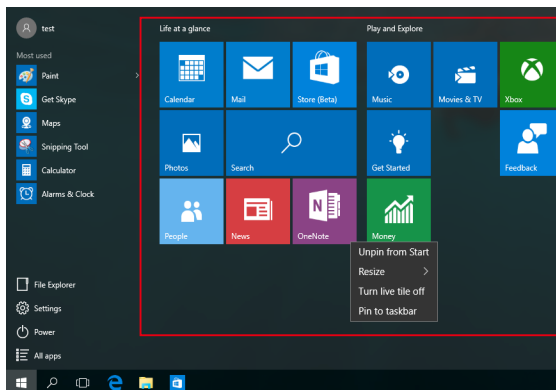 test
Most used
Paint
Get Skype
Maps
Snipping Tool
Calculator
Alarms & Clock
File Explorer
Settings
Power
All apps
Life at a glance
Calendar
Mail
Store (Beta)
Photos
Search
People
News
OneNote
Play and Explore
Music
Movies & TV
Xbox
Get Started
Feedback
Money
Unpin from Start
Resize
Turn live tile off
Pin to taskbar